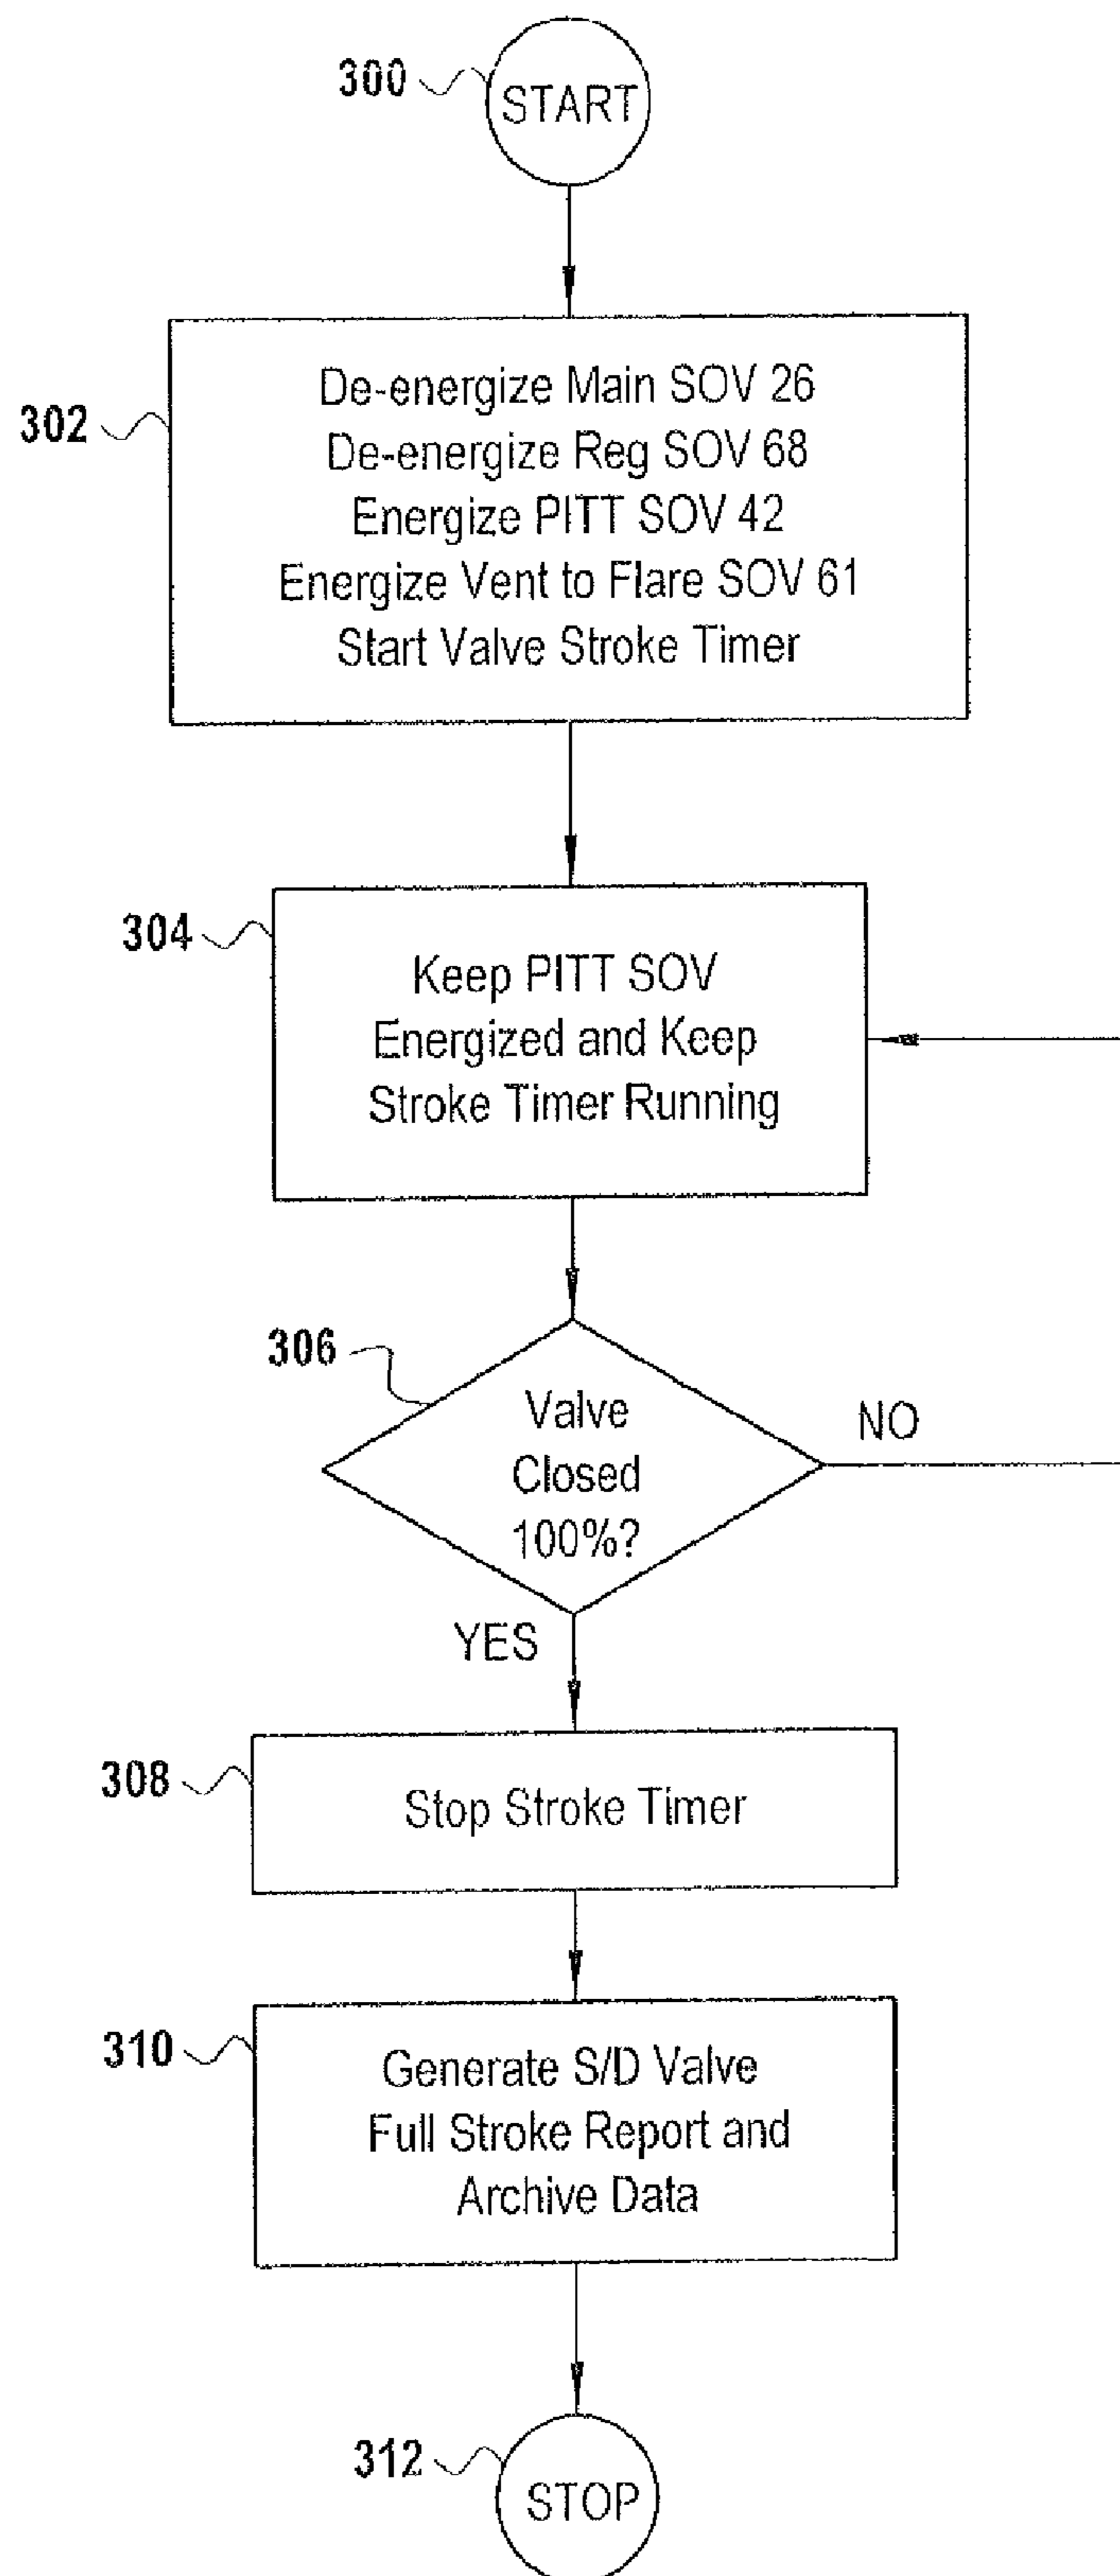 300
START
302
De-energize Main SOV 26
De-energize Reg SOV 68
Energize PITT SOV 42
Energize Vent to Flare SOV 61
Start Valve Stroke Timer
304
Keep PITT SOV
Energized and Keep
Stroke Timer Running
306
Valve
Closed
100%?
NO
YES
308
Stop Stroke Timer
310
Generate S/D Valve
Full Stroke Report and
Archive Data
312
STOP